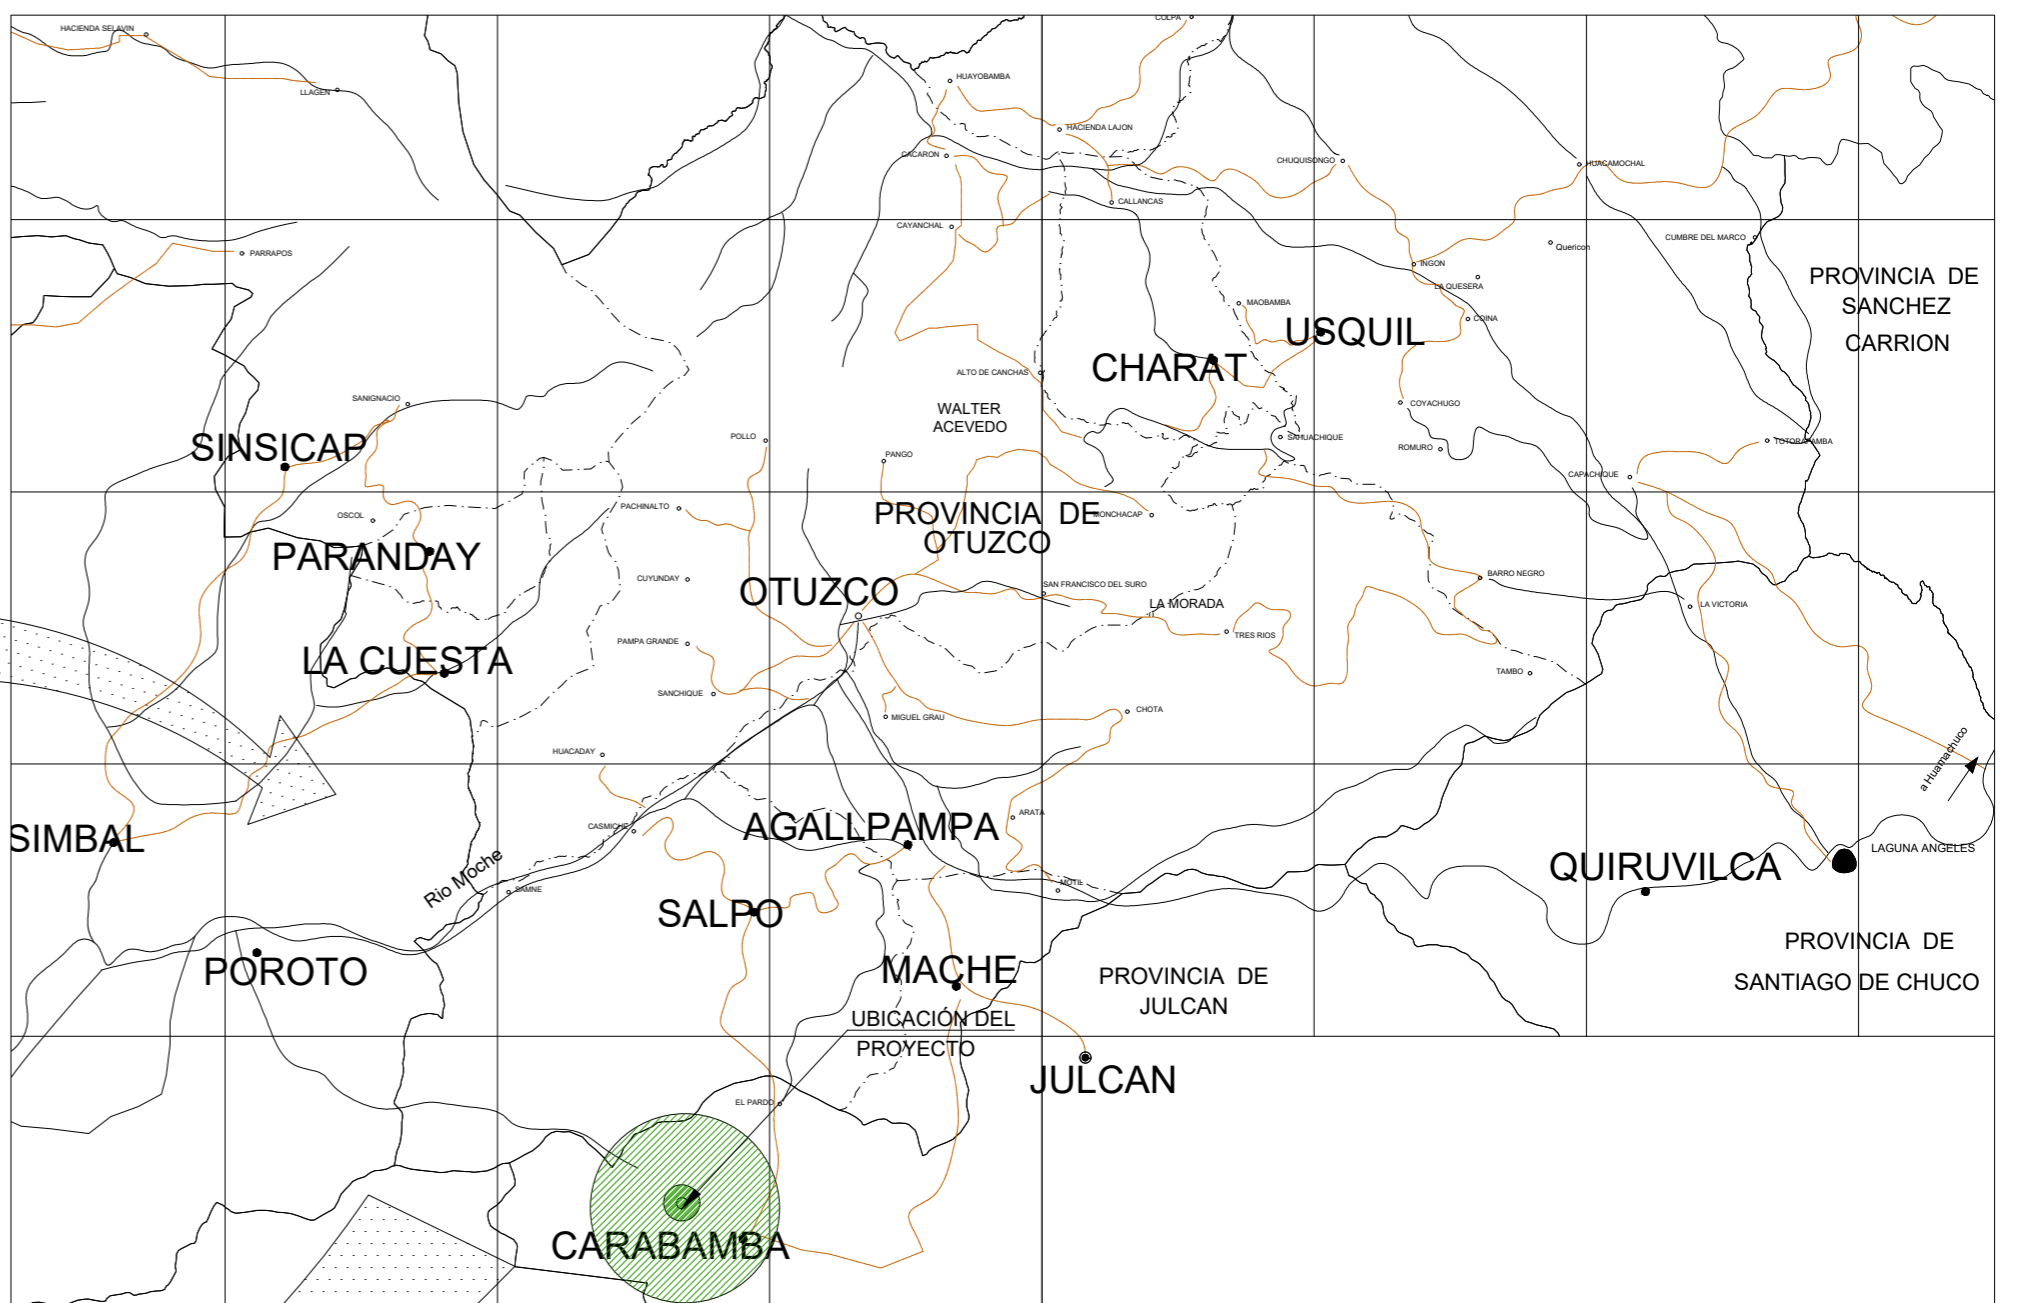 COLPA
HACIENDA SELAVIN
LLAGEN
HUAYOBAMBA
HACIENDA LAJON
CACARON
CHUQUISONGO
HUACAMOCHAL
CALLANCAS
CAYANCHAL
PARRAPOS
CUMBRE DEL MARCO
Quericon
INGON
LA QUESERA
PROVINCIA DE
SANCHEZ
CARRION
MAOBAMBA
COINA
USQUIL
CHARAT
ALTO DE CANCHAS
SANIGNACIO
WALTER
ACEVEDO
COYACHUGO
POLLO
SAHUACHIQUE
ROMURO
TOTORAPAMBA
SINSICAP
PANGO
CAPACHIQUE
PACHINALTO
OSCOL
PROVINCIA DE
OTUZCO
MONCHACAP
PARANDAY
CUYUNDAY
BARRO NEGRO
OTUZCO
SAN FRANCISCO DEL SURO
LA MORADA
LA VICTORIA
TRES RIOS
PAMPA GRANDE
LA CUESTA
TAMBO
SANCHIQUE
MIGUEL GRAU
CHOTA
HUACADAY
a Huamachuco
ARATA
CASMICHE
AGALLPAMPA
SIMBAL
LAGUNA ANGELES
QUIRUVILCA
Rio Moche
SAMNE
MOTIL
SALPO
POROTO
MACHE
PROVINCIA DE
JULCAN
PROVINCIA DE
SANTIAGO DE CHUCO
UBICACIÓN DEL
PROYECTO
JULCAN
EL PARDO
CARABAMBA